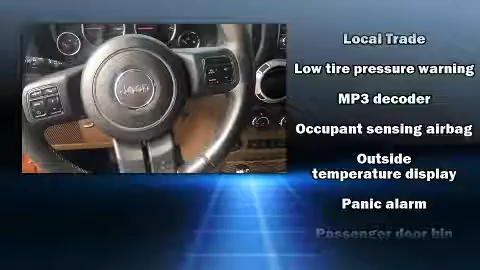 Jeep
Local Trade
Low tire pressure warning
MP3 decoder
Occupant sensing airbag
Outside
temperature display
Panic alarm
Passenger door bin